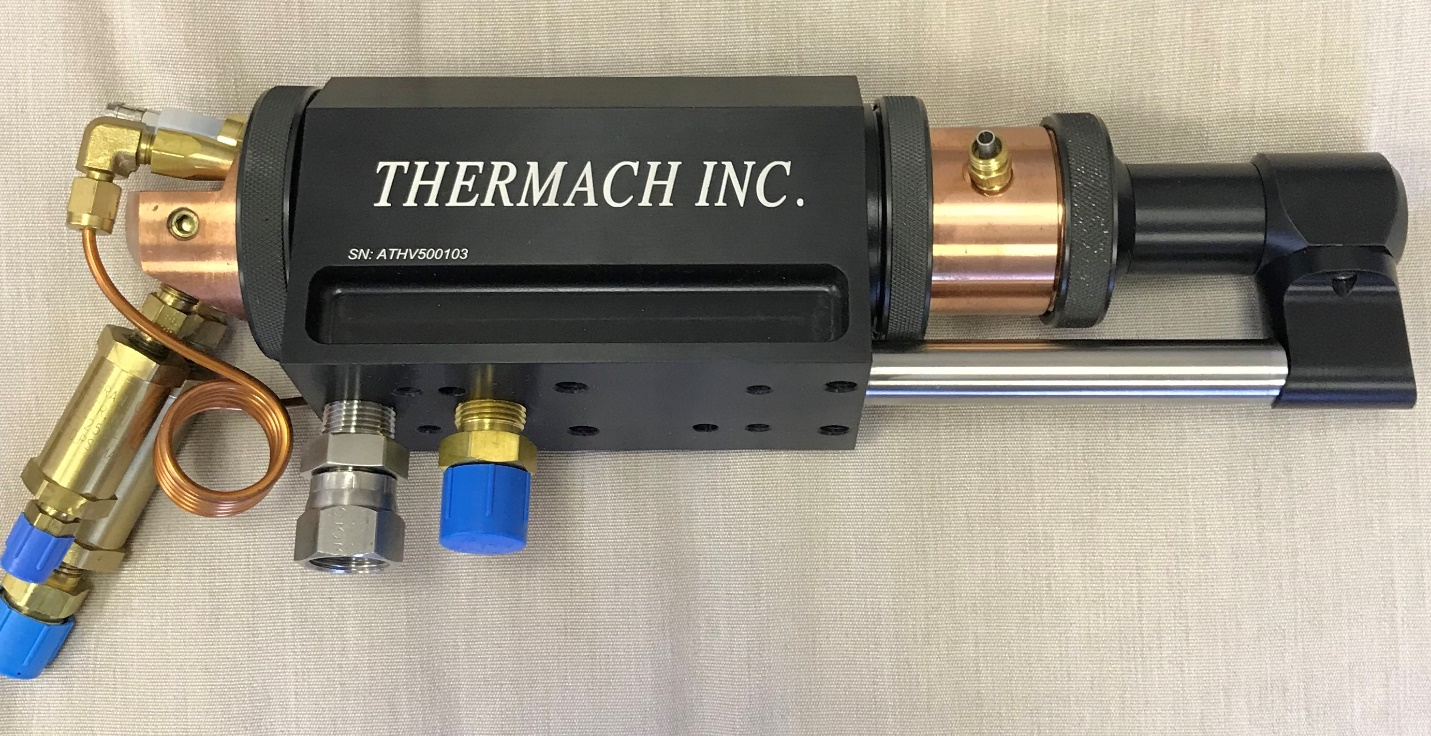 THERMACH INC.
SN: ATHV500103